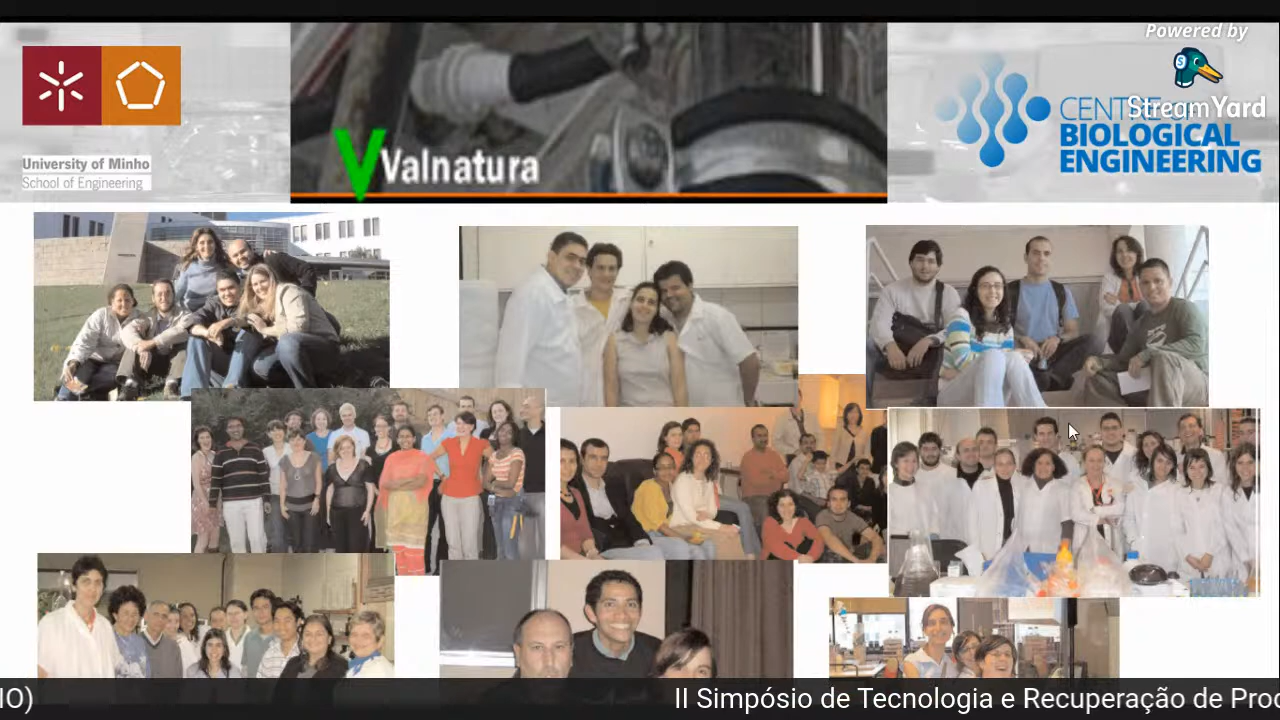 Powered by
StreamYard
University of Minho
School of Engineering
Valnatura
CENTRE OF
BIOLOGICAL
ENGINEERING
IO)
II Simpósio de Tecnologia e Recuperação de Proc